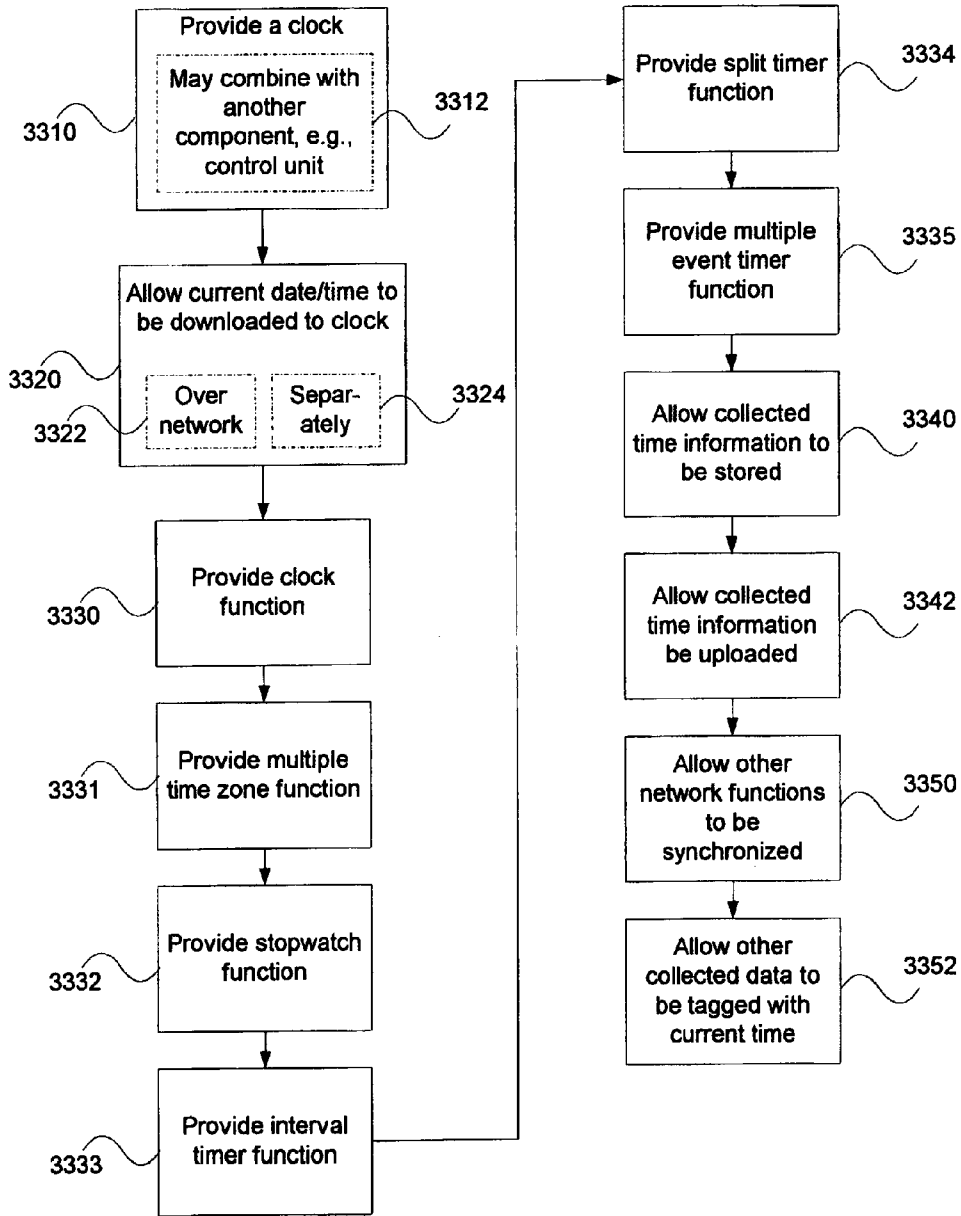 Provide a clock
May combine with
another
component, e.g.,
control unit
3312
3310
Allow current date/time to
be downloaded to clock
3320
Over
network
3322
Separ-
ately
3324
Provide clock
function
3330
Provide multiple
time zone function
3331
Provide stopwatch
function
3332
Provide interval
timer function
3333
Provide split timer
function
3334
Provide multiple
event timer
function
3335
Allow collected
time information to
be stored
3340
Allow collected
time information
be uploaded
3342
Allow other
network functions
to be
synchronized
3350
Allow other
collected data to
be tagged with
current time
3352